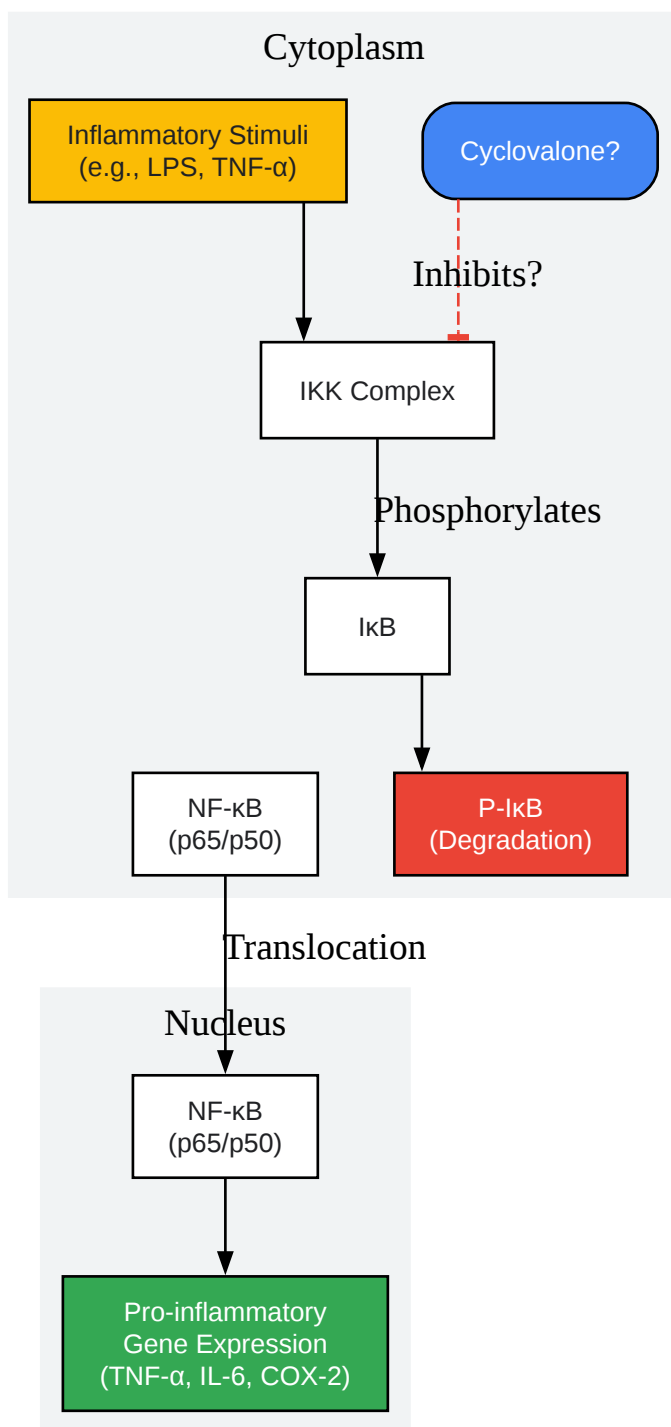 Cytoplasm
Inflammatory Stimuli
(e.g., LPS, TNF-α)
Cyclovalone?
Inhibits?
IKK Complex
Phosphorylates
IκB
NF-κB
(p65/p50)
P-IκB
(Degradation)
Translocation
Nucleus
NF-κB
(p65/p50)
Pro-inflammatory
Gene Expression
(TNF-α, IL-6, COX-2)